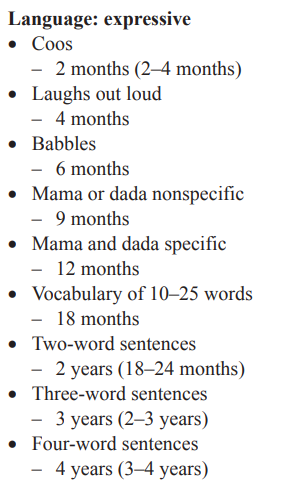 Language: expressive
• Coos
– 2 months (2–4 months)
• Laughs out loud
– 4 months
• Babbles
– 6 months
• Mama or dada nonspecific
– 9 months
• Mama and dada specific
– 12 months
• Vocabulary of 10–25 words
– 18 months
• Two-word sentences
– 2 years (18–24 months)
• Three-word sentences
– 3 years (2–3 years)
• Four-word sentences
– 4 years (3–4 years)